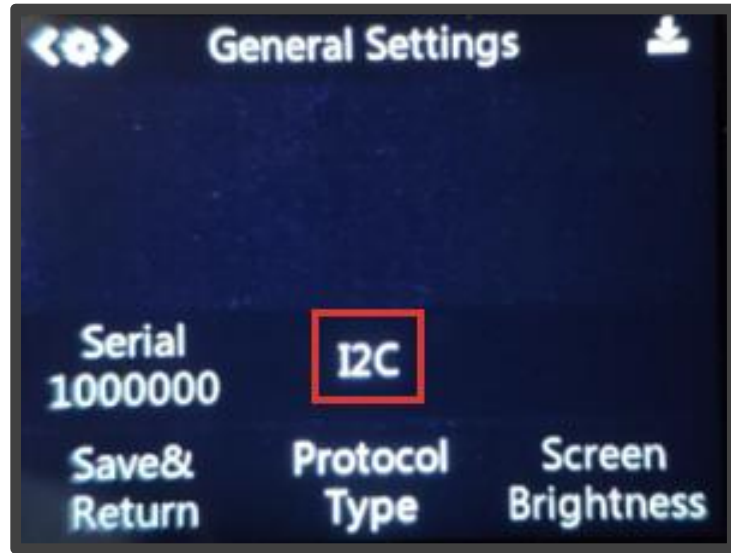 General Settings
Serial
1000000
I2C
Save&
Return
Protocol
Type
Screen
Brightness